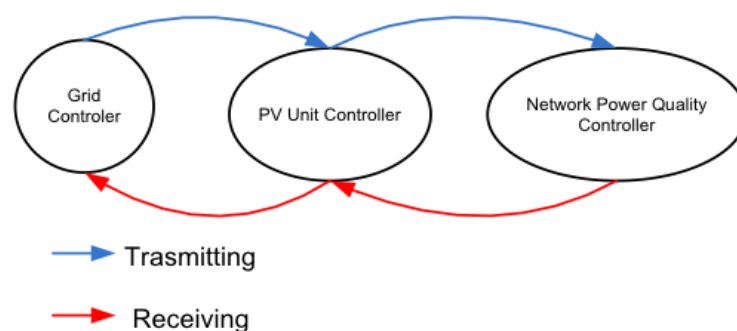 Grid
Controler
PV Unit Controller
Network Power Quality
Controller
Trasmitting
Receiving